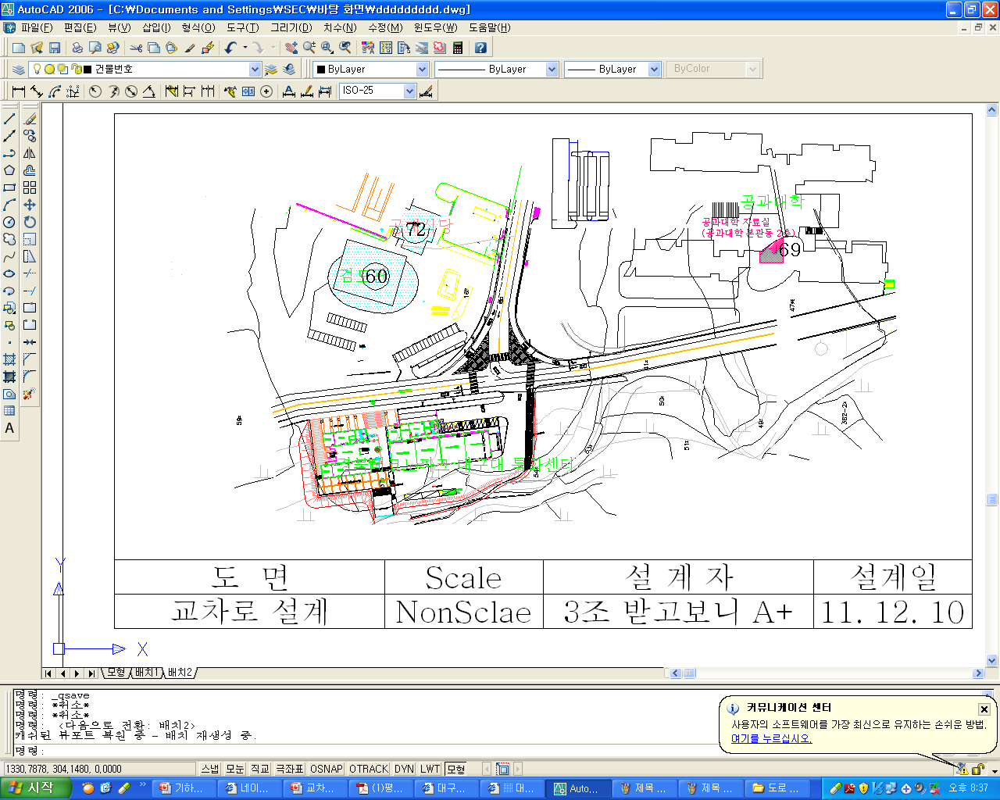 AutoCAD 2006 - [C:₩Documents and Settings₩SEC₩바탕 화면₩ddddddddd.dwg]
파일(F) 편집(E) 뷰(V) 삽입(I) 형식(O) 도구(T) 그리기(D) 치수(N) 수정(M) 윈도우(W) 도움말(H)
건물번호 ByLayer ByLayer ByLayer ByColor
ISO-25
공과대학
공과대학 자료실
(공과대학 본관동 2층)
72
69
60
16f
47st
41x
50x
49t
382-2x
59t
51x
53x
도 면 Scale 설 계 자 설계일
교차로 설계 NonSclae 3조 받고보니 A+ 11. 12. 10
Y
X
모형 배치1 배치2
명령: _qsave
명령: *취소*
명령: *취소*
명령: <다음으로 전환: 배치2>
캐쉬된 뷰포트 복원 중 - 배치 재생성 중.
명령:
커뮤니케이션 센터
사용자의 소프트웨어를 가장 최신으로 유지하는 손쉬운 방법.
여기를 누르십시오.
1330,7878, 304,1480, 0,0000 스냅 모눈 직교 극좌표 OSNAP OTRACK DYN LWT 모형
시작 기하... 네이... 교차... (1)평... 대구... 대... Auto... 제목 ... 제목 ... 도로 ... 오후 8:37